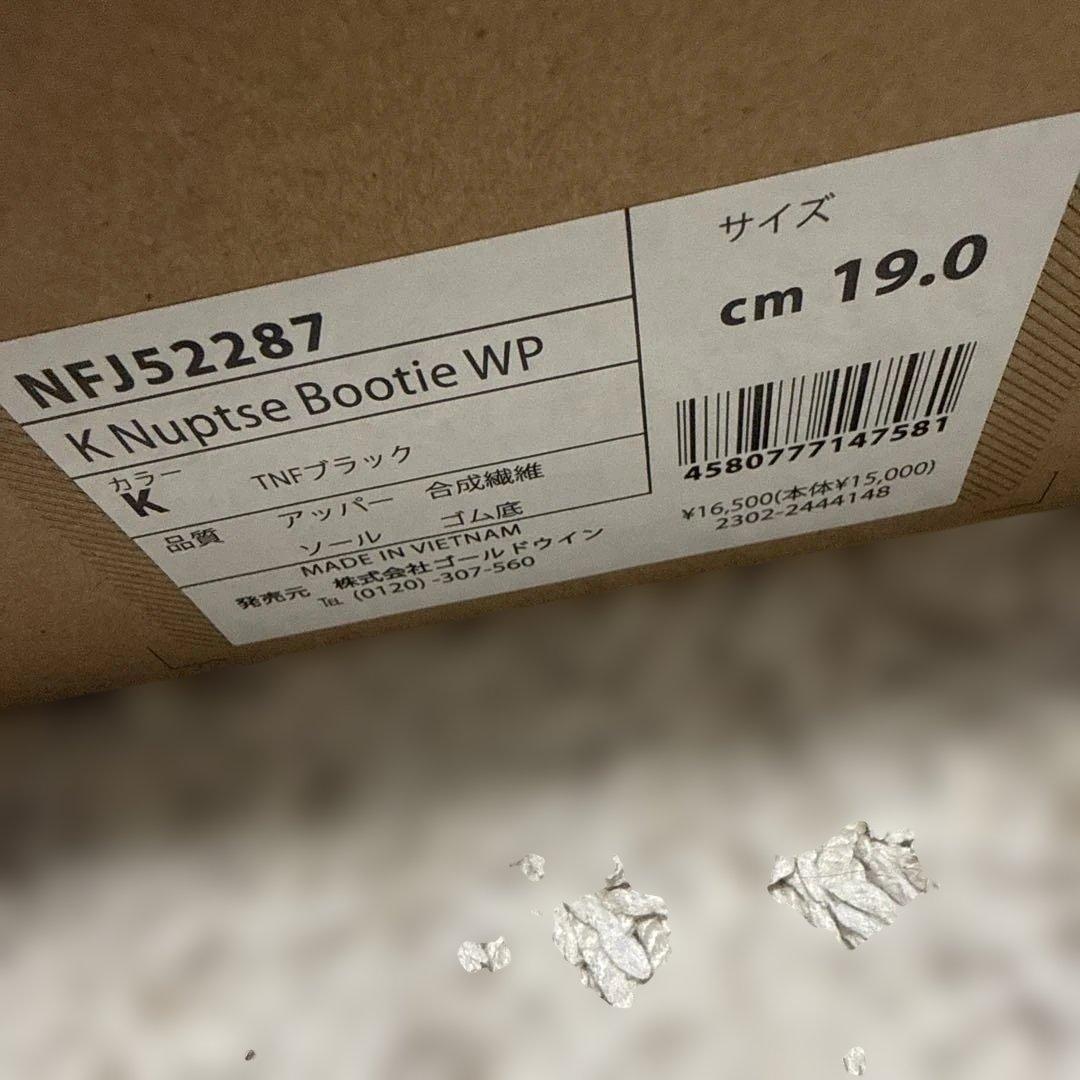 NFJ52287
K Nuptse Bootie WP
カラー
K TNFブラック
品質 アッパー 合成繊維
ソール ゴム底
MADE IN VIETNAM
発売元 株式会社ゴールドウイン
TEL (0120) -307-560
サイズ
cm 19.0
4580777147581
¥16,500(本体¥15,000)
2302-2444148